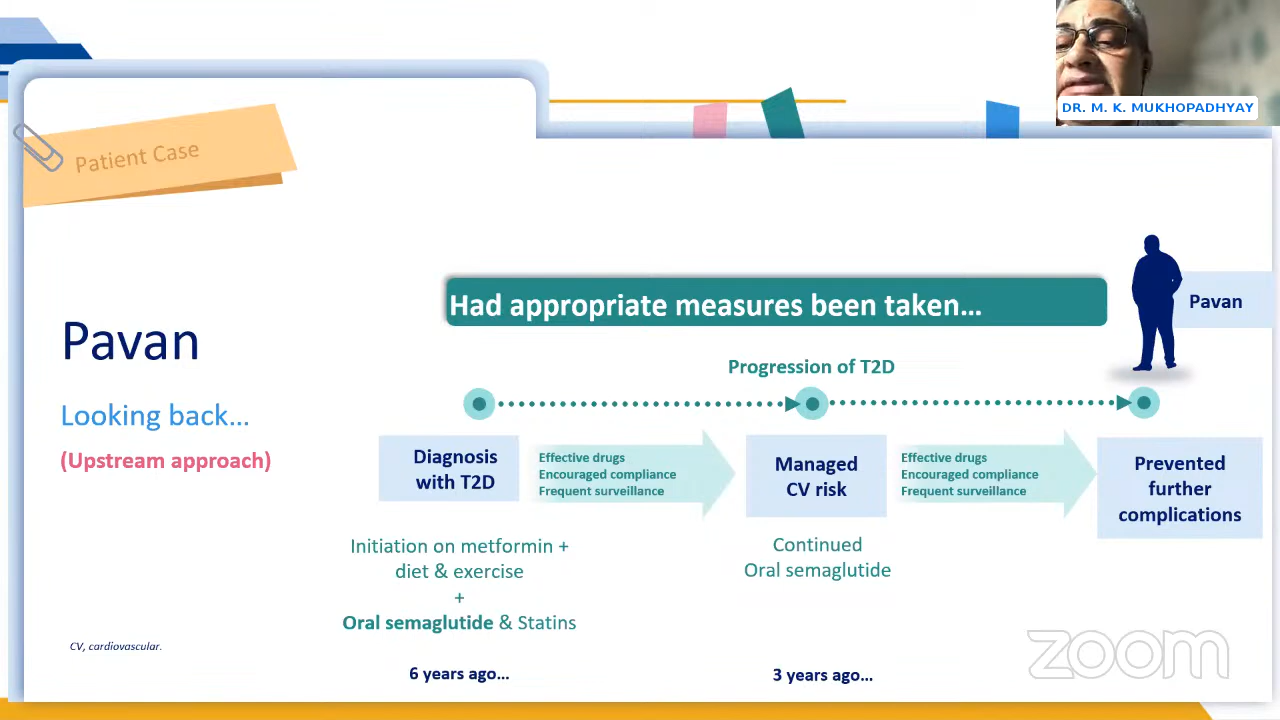 DR. M. K. MUKHOPADHYAY
Patient Case
Had appropriate measures been taken...
Pavan
Pavan
Looking back...
(Upstream approach)
Progression of T2D
Diagnosis
with T2D
Effective drugs
Encouraged compliance
Frequent surveillance
Managed
CV risk
Effective drugs
Encouraged compliance
Frequent surveillance
Prevented
further
complications
Initiation on metformin +
diet & exercise
+
Oral semaglutide & Statins
Continued
Oral semaglutide
CV, cardiovascular.
6 years ago...
3 years ago...
zoom